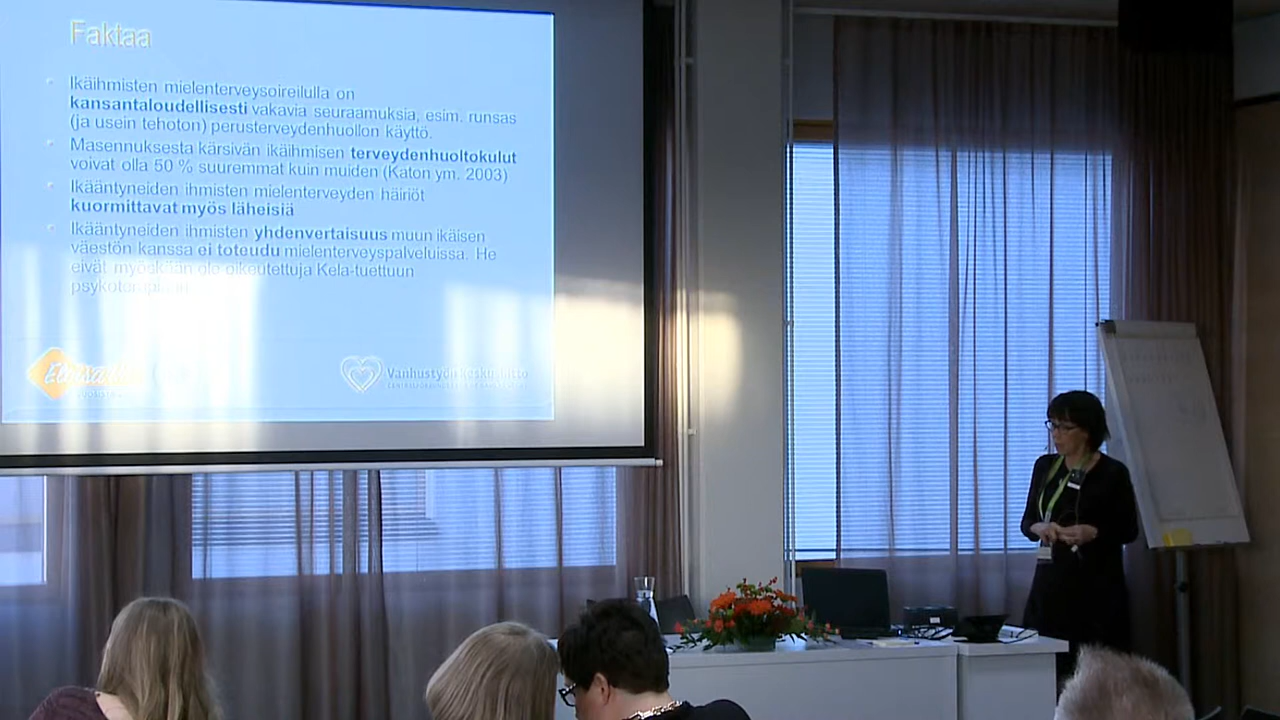 Faktaa
Ikäihmisten mielenterveysoireilulla on
kansantaloudellisesti vakavia seuraamuksia, esim. runsas
(ja usein tehoton) perusterveydenhuollon käyttö.
Masennuksesta kärsivän ikäihmisen terveydenhuoltokulut
voivat olla 50 % suuremmat kuin muiden (Katon ym. 2003)
Ikääntyneiden ihmisten mielenterveyden häiriöt
kuormittavat myös läheisiä
Ikääntyneiden ihmisten yhdenvertaisuus muun ikäisen
väestön kanssa ei toteudu mielenterveyspalveluissa. He
eivät myöskään ole oikeutettuja Kela-tuettuun
Vanhustyön keskusliitto